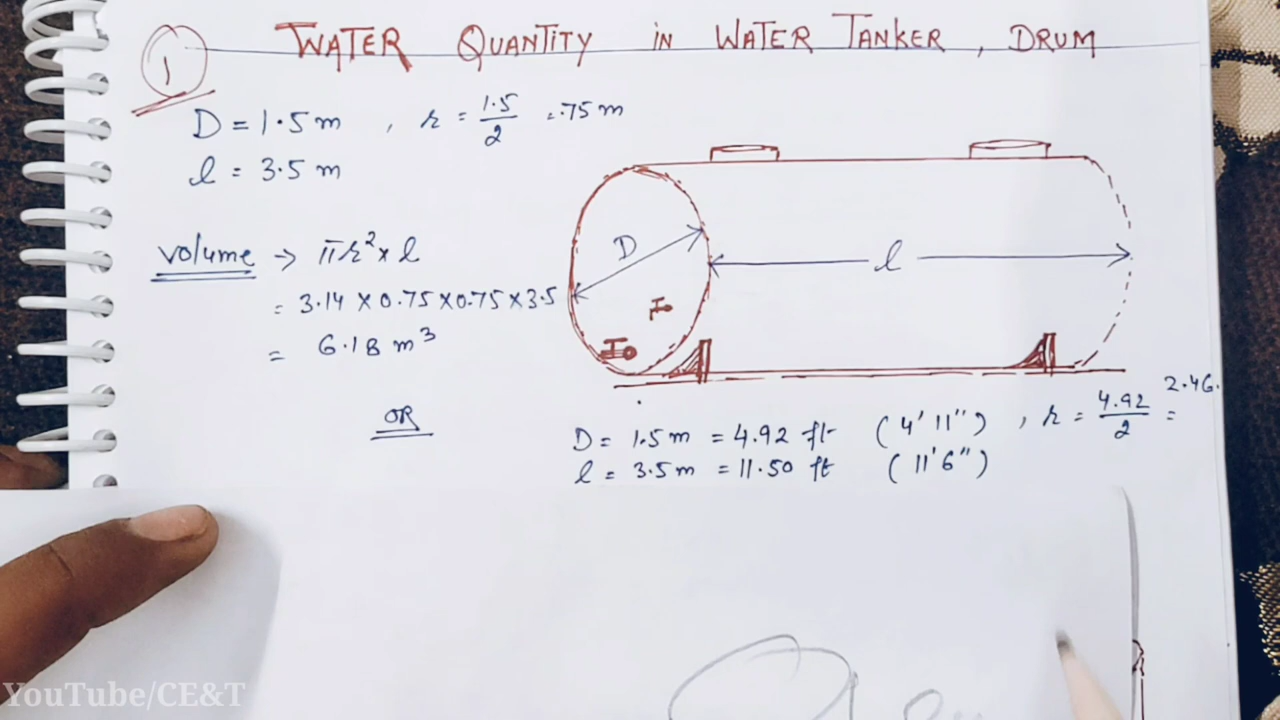 1
WATER QUANTITY IN WATER TANKER, DRUM
D = 1.5 m , r = 1.5/2 = .75 m
l = 3.5 m
Volume → πr² x l
= 3.14 x 0.75 x 0.75 x 3.5
= 6.18 m³
OR
D
l
D = 1.5 m = 4.92 ft (4' 11") , r = 4.92/2 = 2.46.
l = 3.5 m = 11.50 ft (11' 6")
YouTube/CE&T